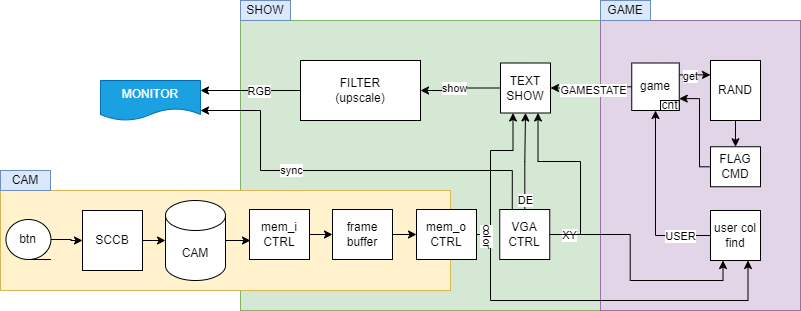 SHOW
GAME
MONITOR
RGB
FILTER
(upscale)
show
TEXT
SHOW
GAMESTATE
game
cnt
get
RAND
FLAG
CMD
sync
CAM
DE
btn
SCCB
CAM
mem_i
CTRL
frame
buffer
mem_o
CTRL
VGA
CTRL
XY
USER
user col
find